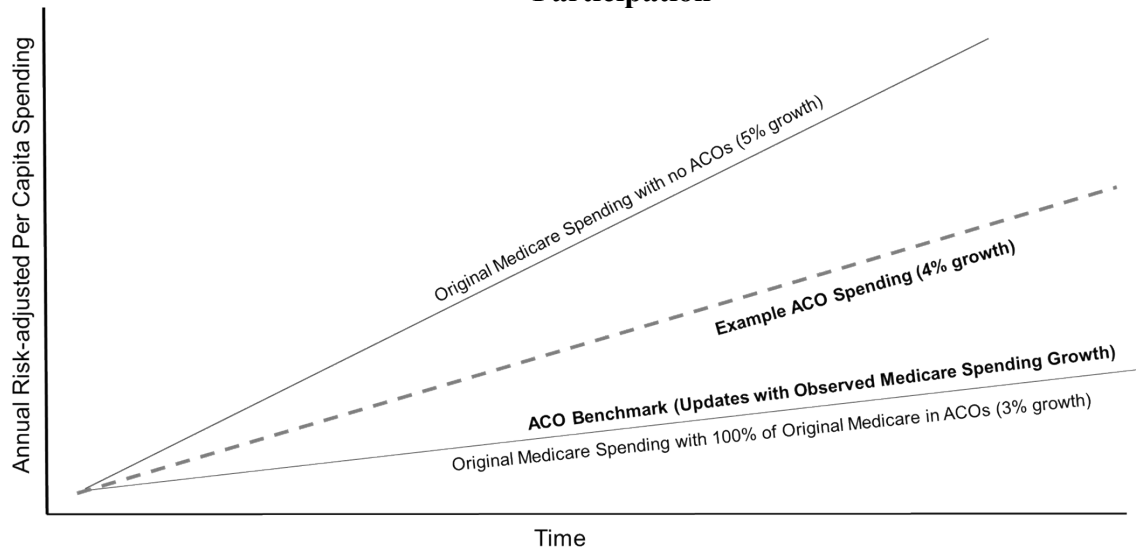 Participation
Annual Risk-adjusted Per Capita Spending
Original Medicare Spending with no ACOs (5% growth)
Example ACO Spending (4% growth)
ACO Benchmark (Updates with Observed Medicare Spending Growth)
Original Medicare Spending with 100% of Original Medicare in ACOs (3% growth)
Time